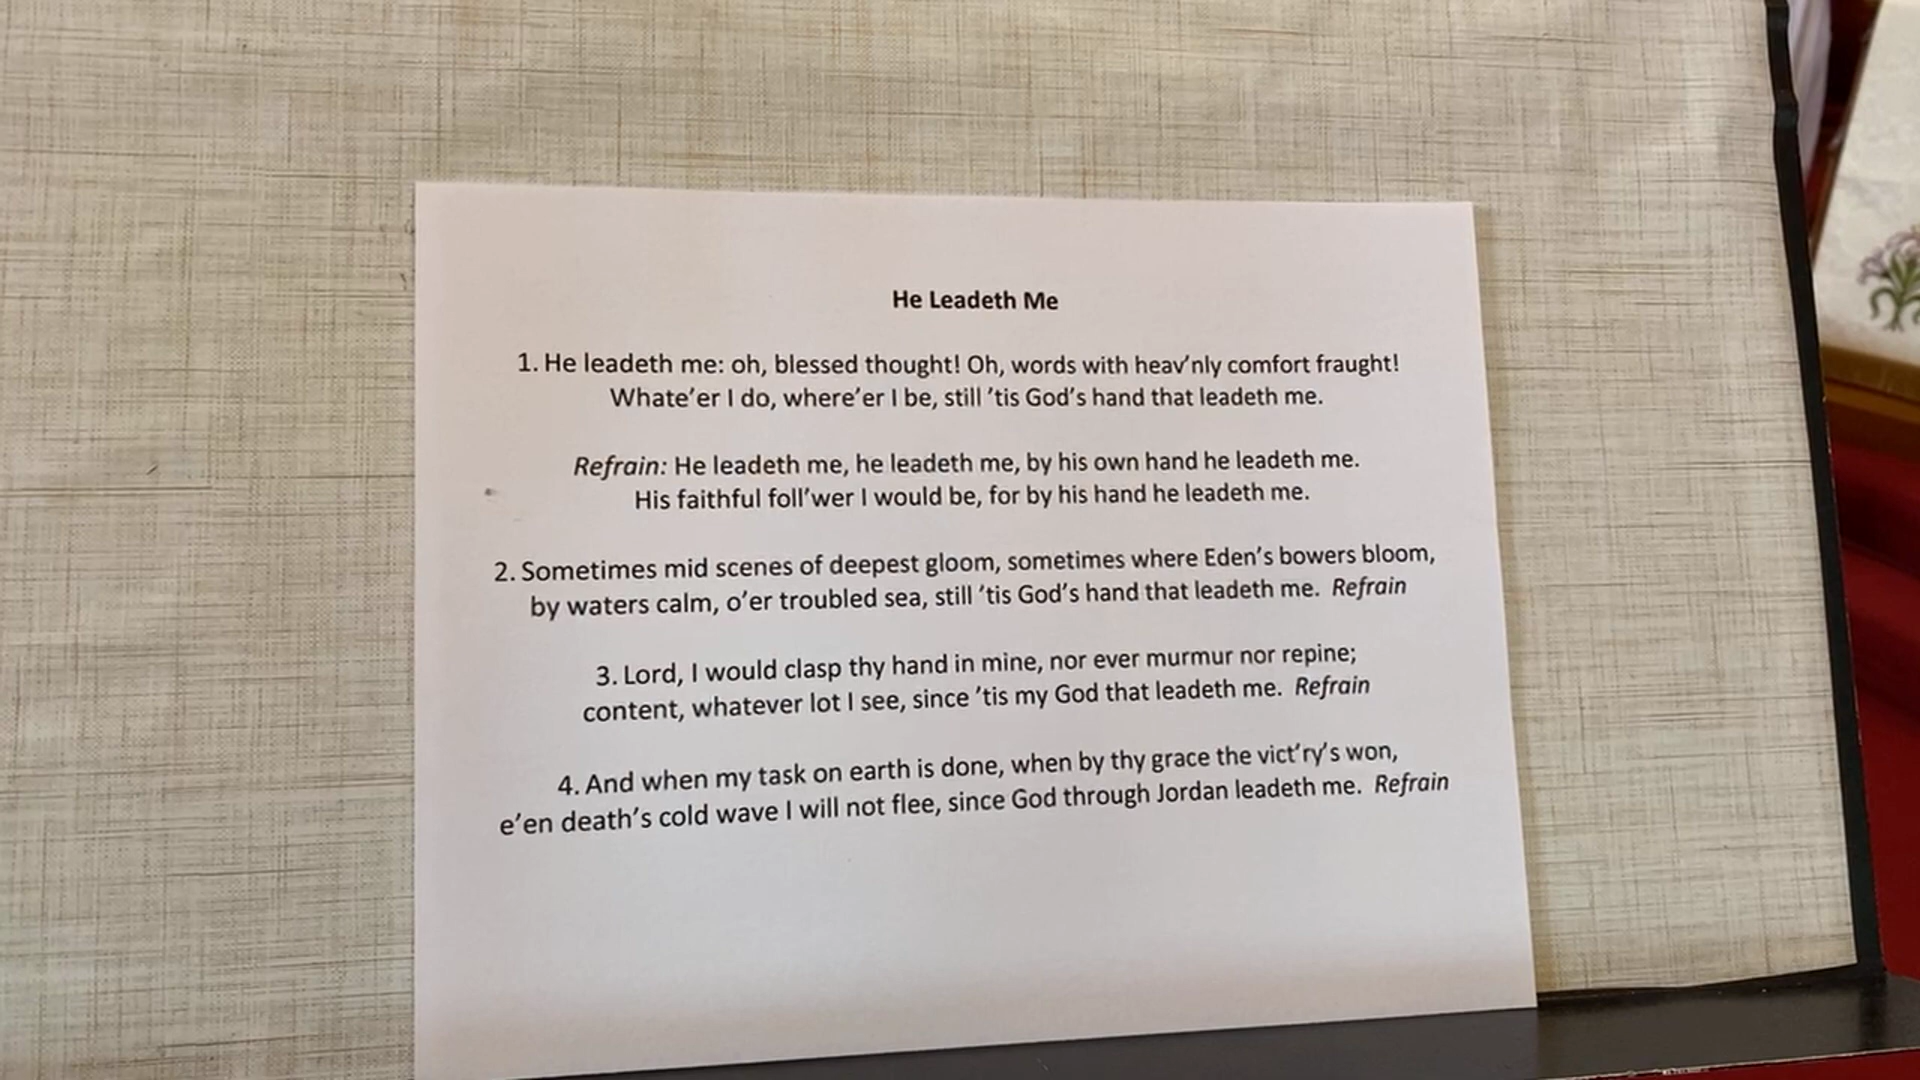 He Leadeth Me
1. He leadeth me: oh, blessed thought! Oh, words with heav’nly comfort fraught!
Whate’er I do, where’er I be, still ’tis God’s hand that leadeth me.
Refrain: He leadeth me, he leadeth me, by his own hand he leadeth me.
His faithful foll’wer I would be, for by his hand he leadeth me.
2. Sometimes mid scenes of deepest gloom, sometimes where Eden’s bowers bloom,
by waters calm, o’er troubled sea, still ’tis God’s hand that leadeth me. Refrain
3. Lord, I would clasp thy hand in mine, nor ever murmur nor repine;
content, whatever lot I see, since ’tis my God that leadeth me. Refrain
4. And when my task on earth is done, when by thy grace the vict’ry’s won,
e’en death’s cold wave I will not flee, since God through Jordan leadeth me. Refrain